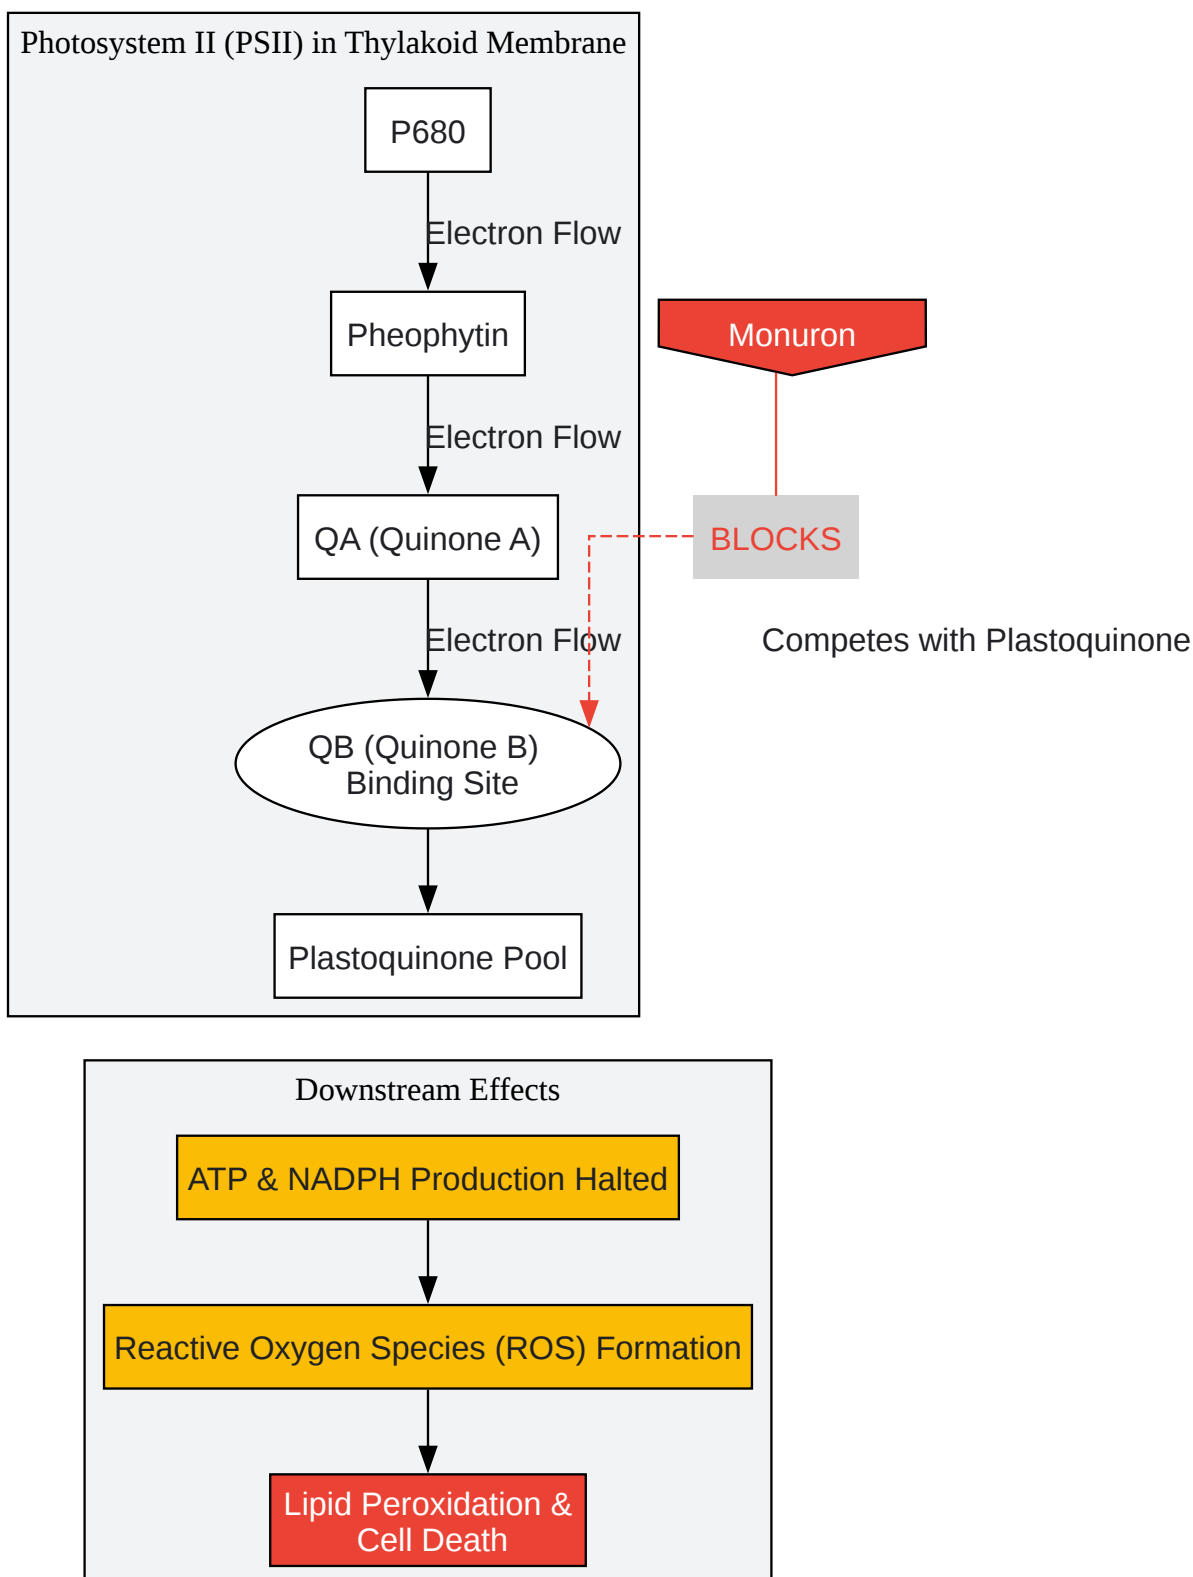 Photosystem II (PSII) in Thylakoid Membrane
P680
Electron Flow
Pheophytin
Monuron
Electron Flow
QA (Quinone A)
BLOCKS
Electron Flow
Competes with Plastoquinone
QB (Quinone B)
Binding Site
Plastoquinone Pool
Downstream Effects
ATP & NADPH Production Halted
Reactive Oxygen Species (ROS) Formation
Lipid Peroxidation &
Cell Death